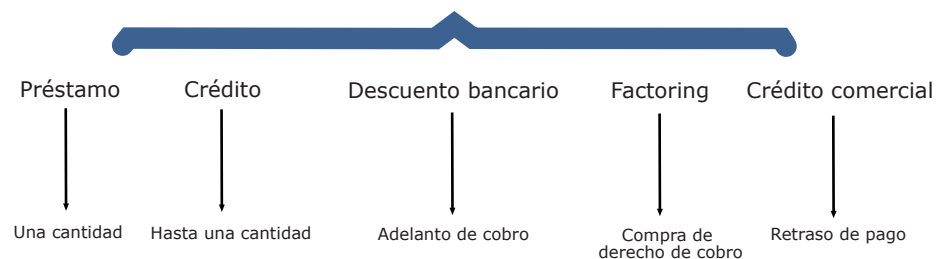 Préstamo
Crédito
Descuento bancario
Factoring
Crédito comercial
Una cantidad
Hasta una cantidad
Adelanto de cobro
Compra de
derecho de cobro
Retraso de pago